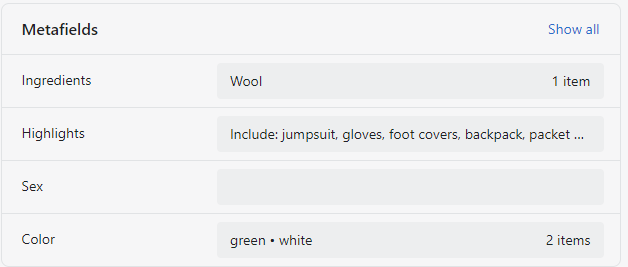 Metafields Show all
Ingredients Wool 1 item
Highlights Include: jumpsuit, gloves, foot covers, backpack, packet ...
Sex
Color green • white 2 items